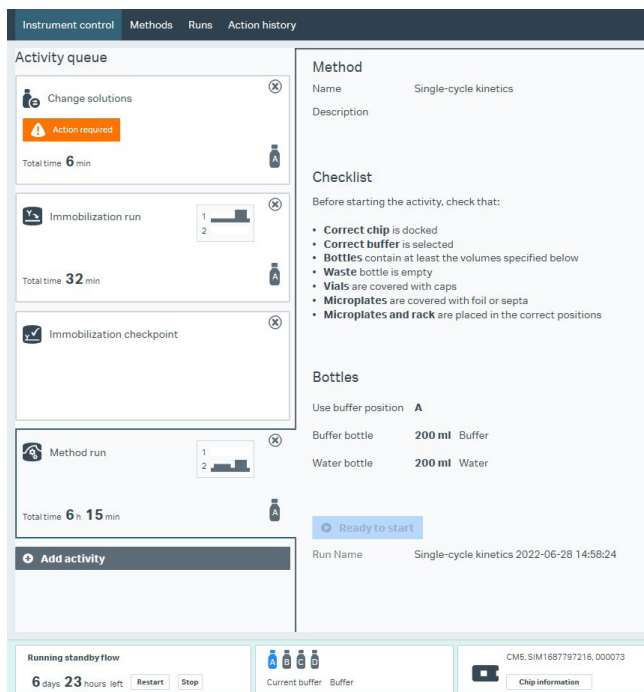 Instrument control Methods Runs Action history
Activity queue
Change solutions
Action required
Total time 6 min
A
Immobilization run
1
2
Total time 32 min
A
Immobilization checkpoint
Method run
1
2
Total time 6 h 15 min
A
Add activity
Method
Name Single-cycle kinetics
Description
Checklist
Before starting the activity, check that:
• Correct chip is docked
• Correct buffer is selected
• Bottles contain at least the volumes specified below
• Waste bottle is empty
• Vials are covered with caps
• Microplates are covered with foil or septa
• Microplates and rack are placed in the correct positions
Bottles
Use buffer position A
Buffer bottle 200 ml Buffer
Water bottle 200 ml Water
Ready to start
Run Name Single-cycle kinetics 2022-06-28 14:58:24
Running standby flow
6 days 23 hours left Restart Stop
A B C D
Current buffer Buffer
CM5, SIM1687797216, 000073
Chip information